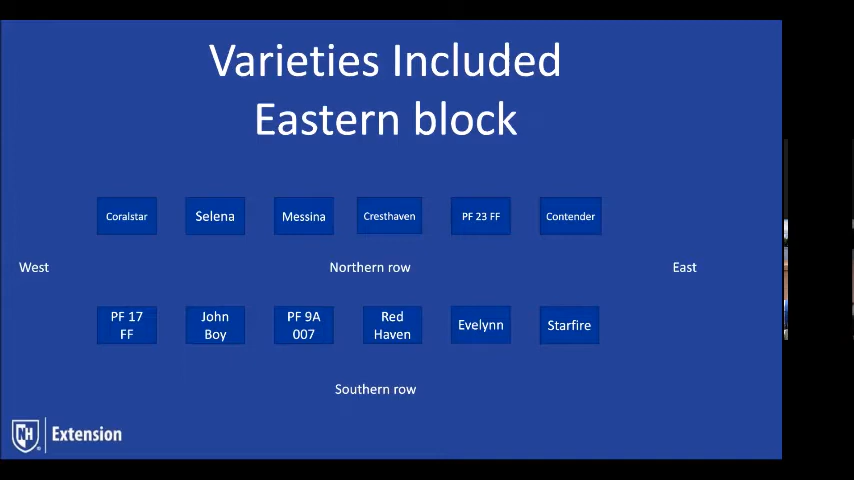 Varieties Included
Eastern block
Coralstar
Selena
Messina
Cresthaven
PF 23 FF
Contender
West
Northern row
East
PF 17
FF
John
Boy
PF 9A
007
Red
Haven
Evelynn
Starfire
Southern row
NH
Extension